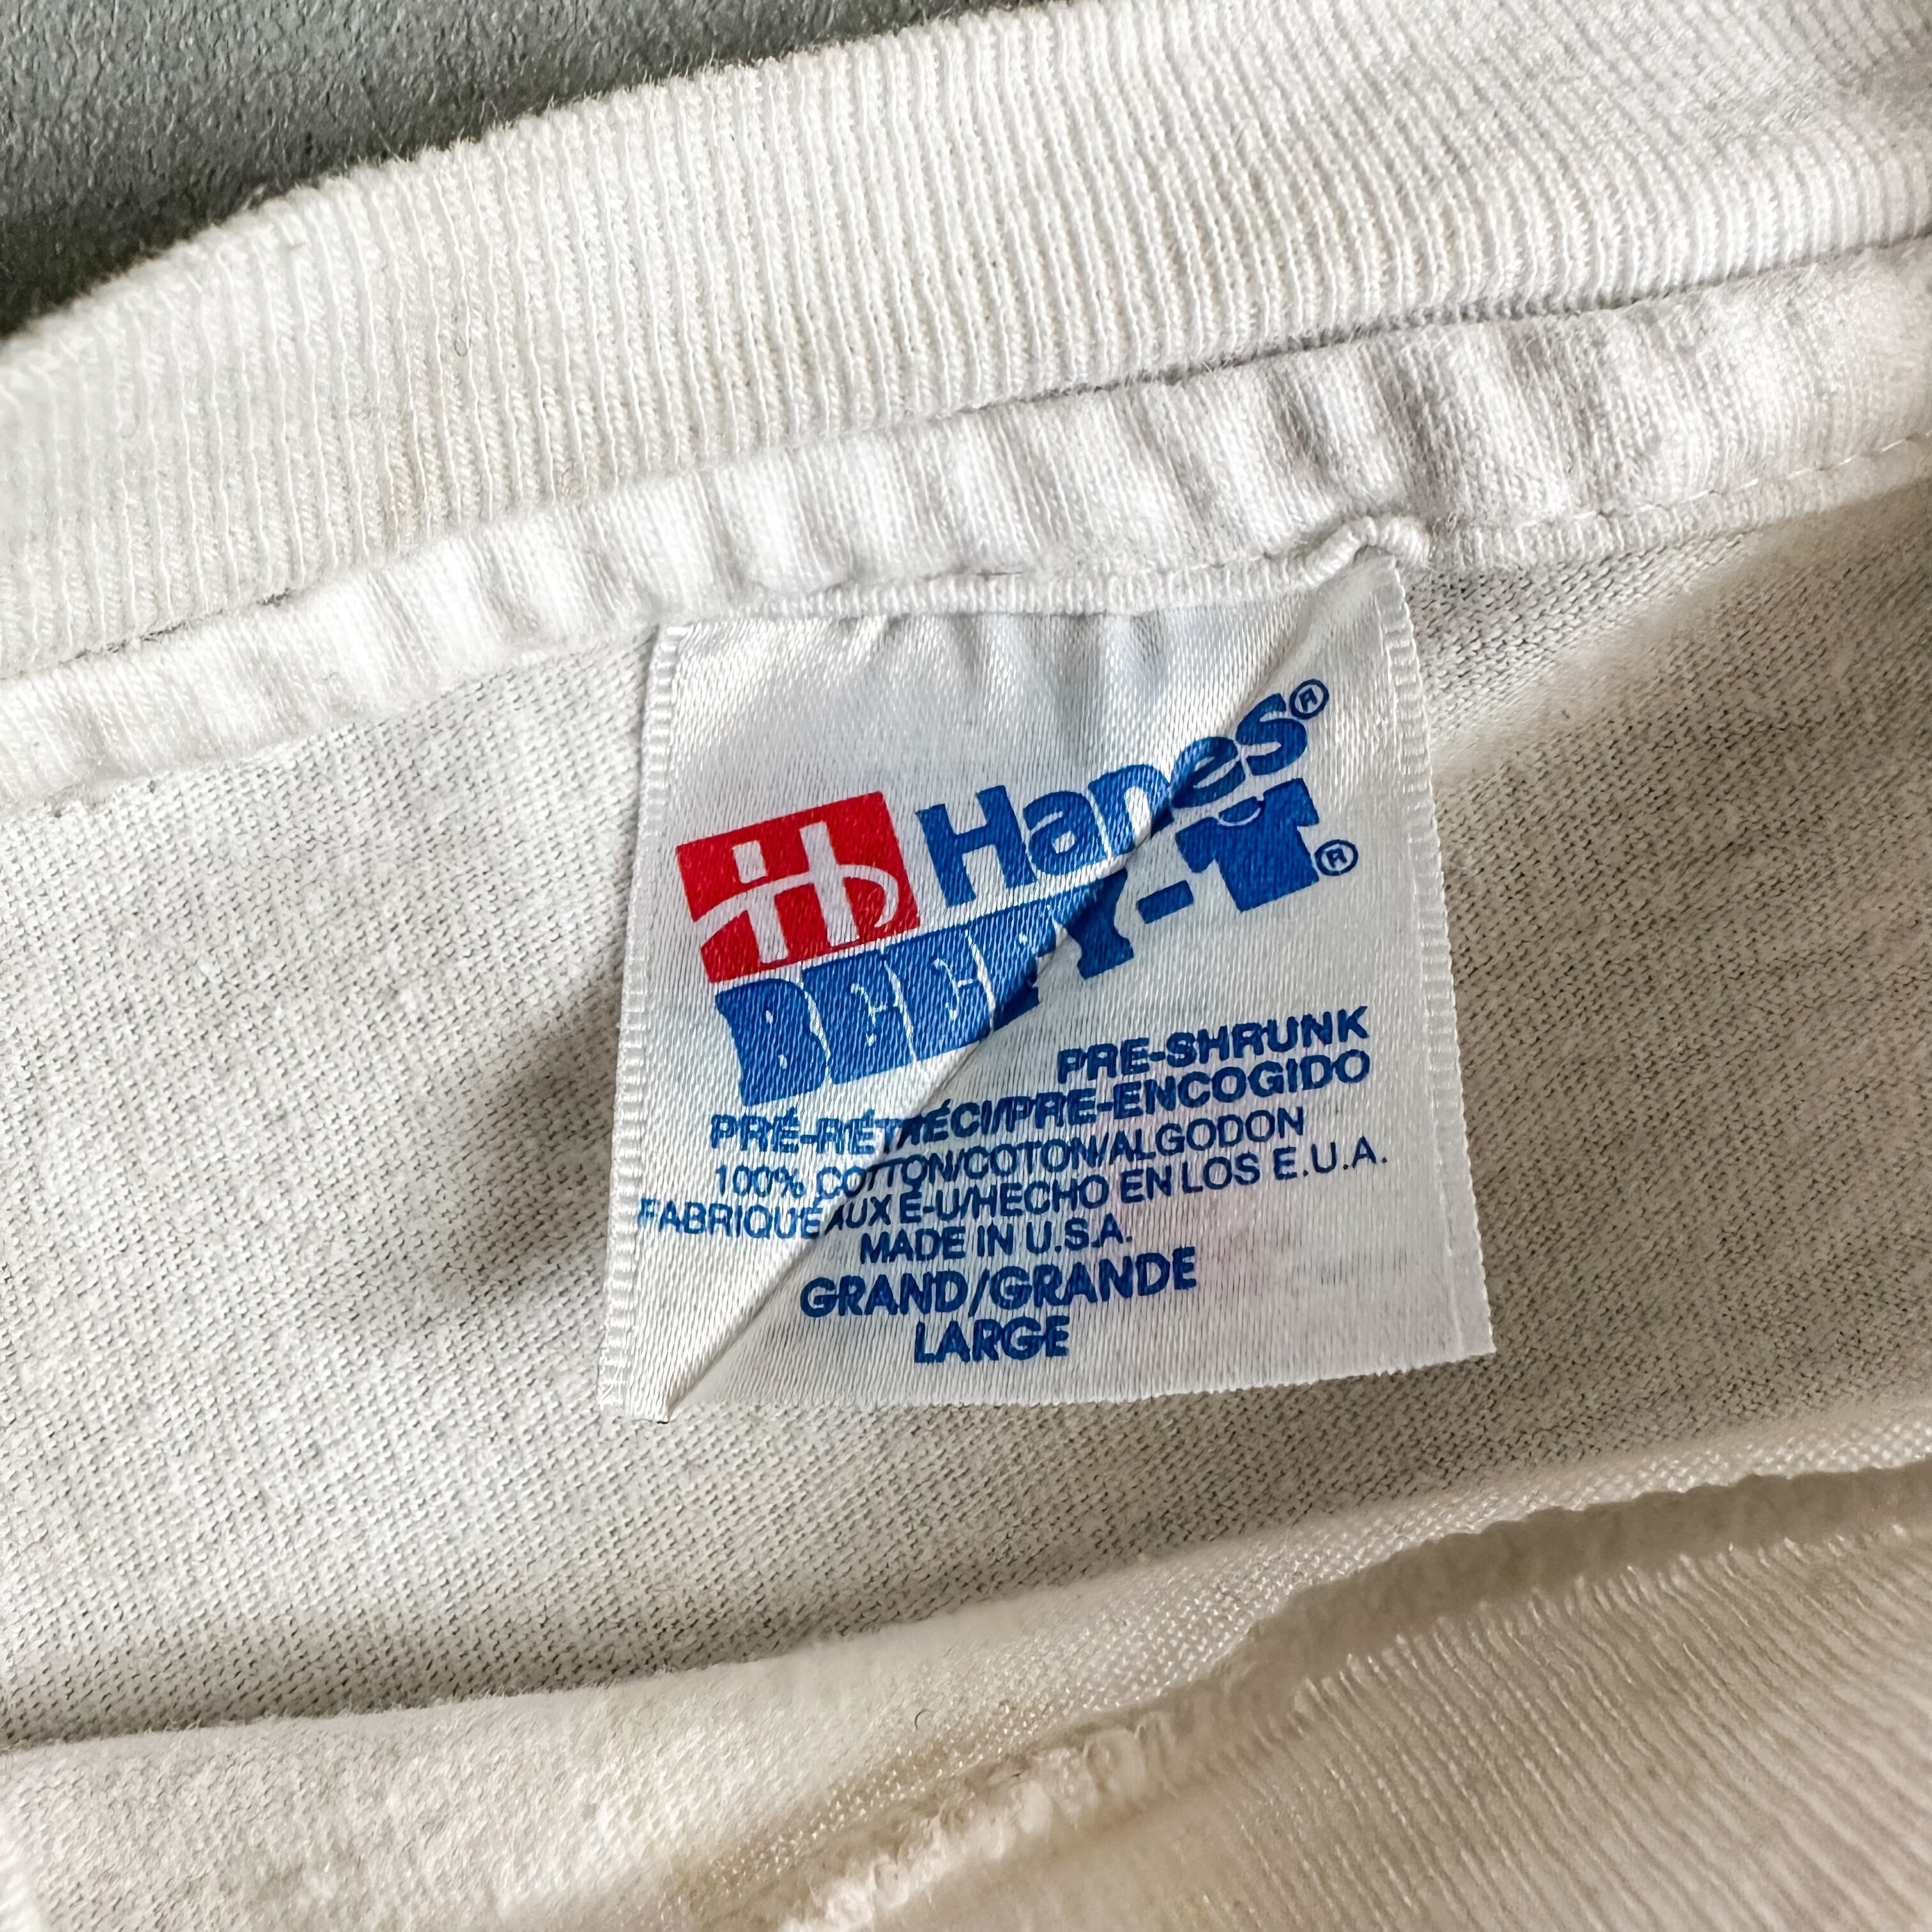 Hanes®
BEEFY-T®
PRE-SHRUNK
PRÉ-RÉTRÉCI/PRE-ENCOGIDO
100% COTTON/COTON/ALGODON
FABRIQUÉ AUX É-U/HECHO EN LOS E.U.A.
MADE IN U.S.A.
GRAND/GRANDE
LARGE